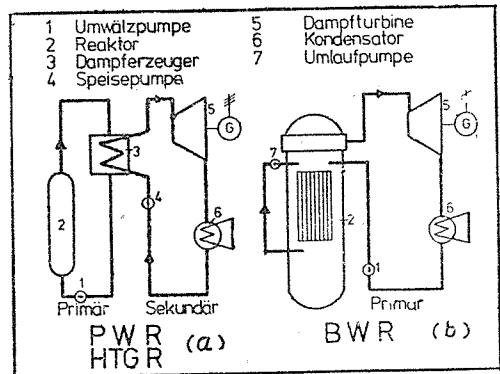 1 Umwälzpumpe
2 Reaktor
3 Dampferzeuger
4 Speisepumpe
5 Dampfturbine
6 Kondensator
7 Umlaufpumpe
5
G
3
2
4
6
1
Primär Sekundär
PWR (a)
HTGR
5
G
7
2
6
1
Primär
BWR (b)